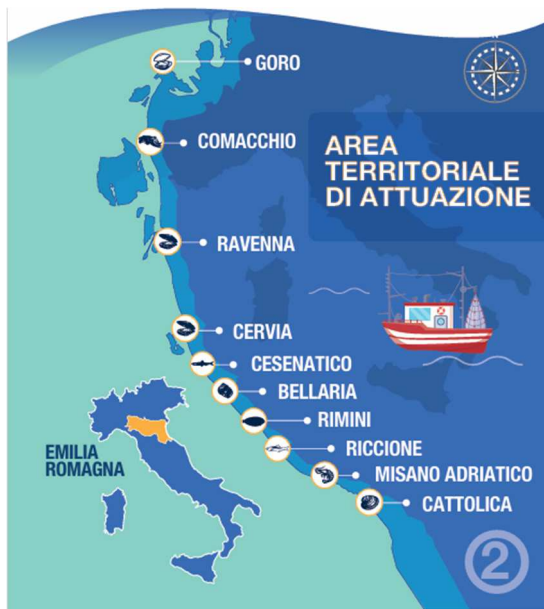 GORO
COMACCHIO
AREA
TERRITORIALE
DI ATTUAZIONE
RAVENNA
CERVIA
CESENATICO
BELLARIA
RIMINI
RICCIONE
MISANO ADRIATICO
CATTOLICA
EMILIA
ROMAGNA
2